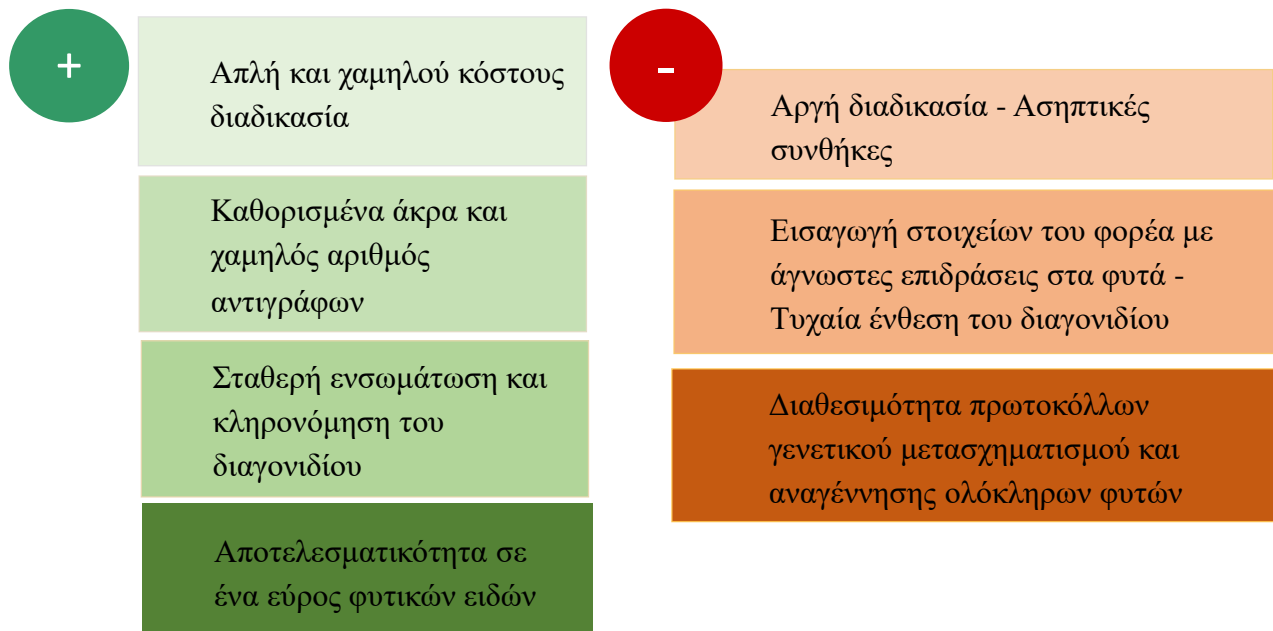 +
Απλή και χαμηλού κόστους
διαδικασία
Καθορισμένα άκρα και
χαμηλός αριθμός
αντιγράφων
Σταθερή ενσωμάτωση και
κληρονόμηση του
διαγονιδίου
Αποτελεσματικότητα σε
ένα εύρος φυτικών ειδών
-
Αργή διαδικασία - Ασηπτικές
συνθήκες
Εισαγωγή στοιχείων του φορέα με
άγνωστες επιδράσεις στα φυτά -
Τυχαία ένθεση του διαγονιδίου
Διαθεσιμότητα πρωτοκόλλων
γενετικού μετασχηματισμού και
αναγέννησης ολόκληρων φυτών